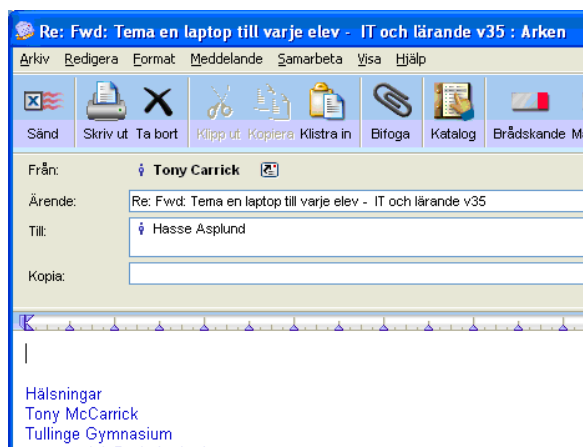 Re: Fwd: Tema en laptop till varje elev - IT och lärande v35 : Arken
Arkiv Redigera Format Meddelande Samarbeta Visa Hjälp
Sänd Skriv ut Ta bort Klipp ut Kopiera Klistra in Bifoga Katalog Brådskande
Från: Tony Carrick
Ärende: Re: Fwd: Tema en laptop till varje elev - IT och lärande v35
Till: Hasse Asplund
Kopia:
Hälsningar
Tony McCarrick
Tullinge Gymnasium